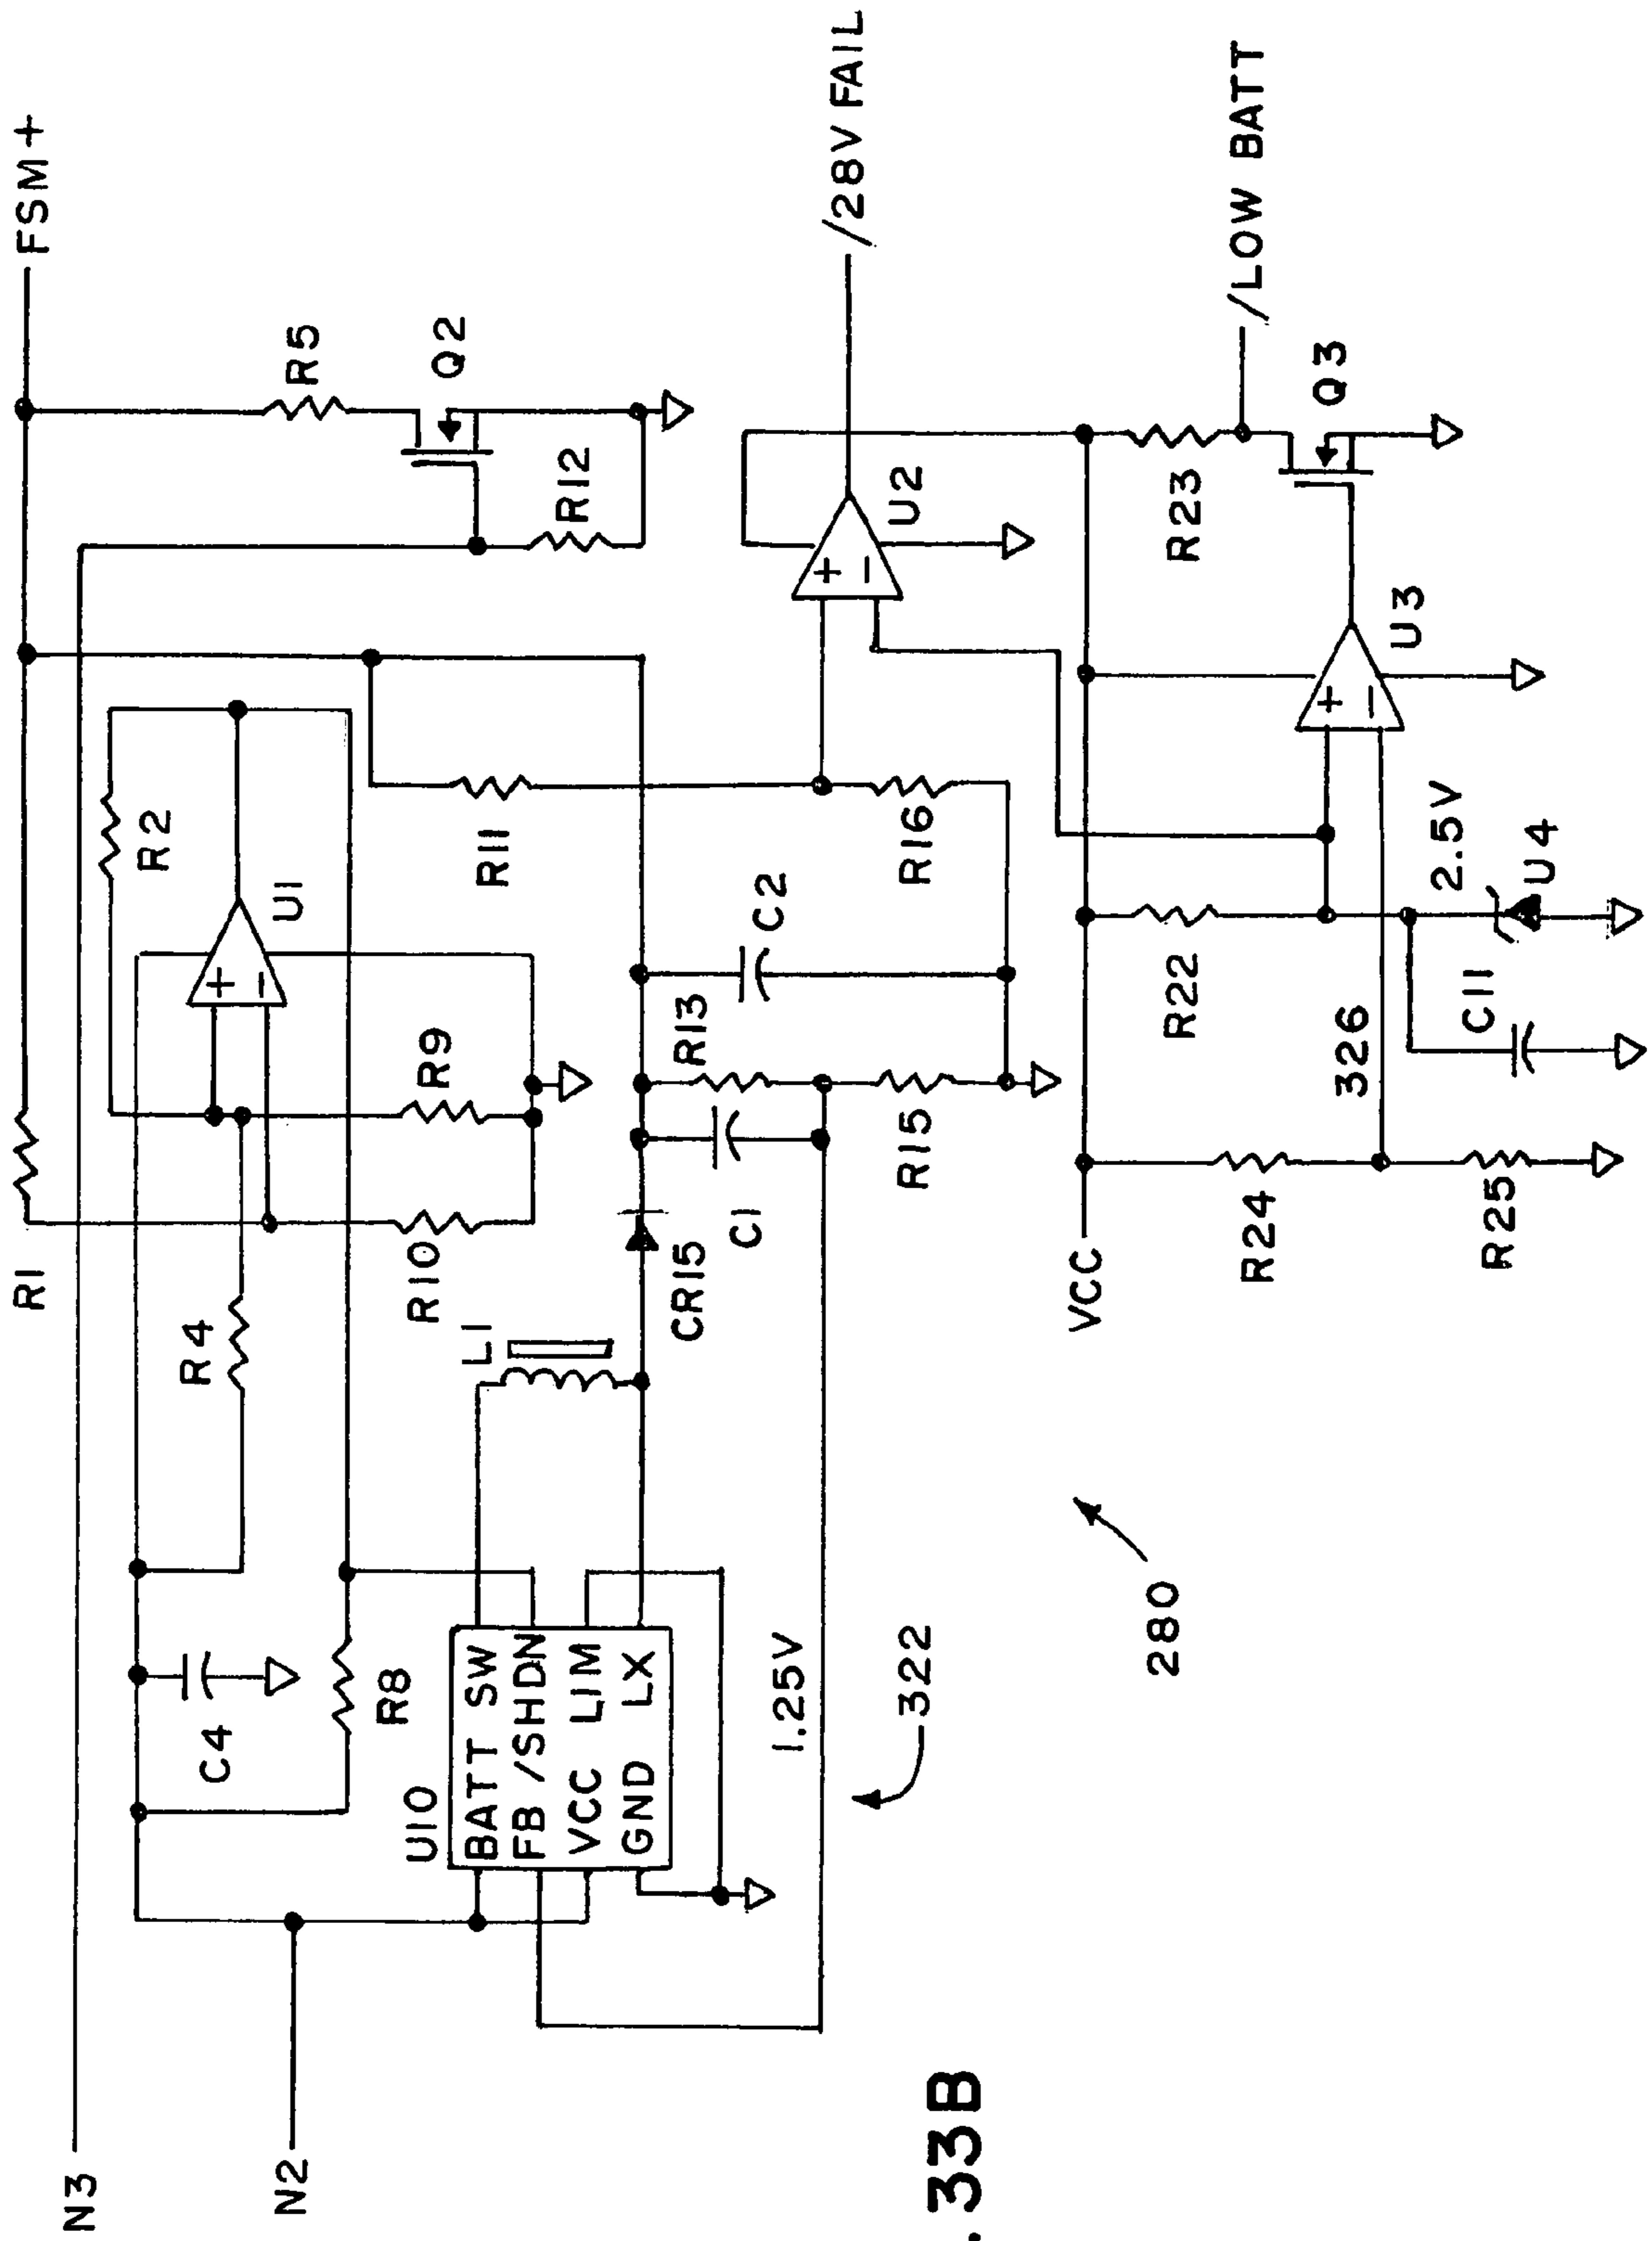 N3
N2
R1
FSM+
R2
U1
+
−
R4
R9
R10
C4
R8
R5
Q2
R12
U10
BATT SW
FB /SHDN
VCC LIM
GND LX
L1
CR15
C1
R13
C2
R11
R15
R16
1.25V
322
+
−
U2
/28V FAIL
VCC
280
R24
R25
326
R22
C11
2.5V
U4
+
−
U3
R23
Q3
/LOW BATT
. 33B